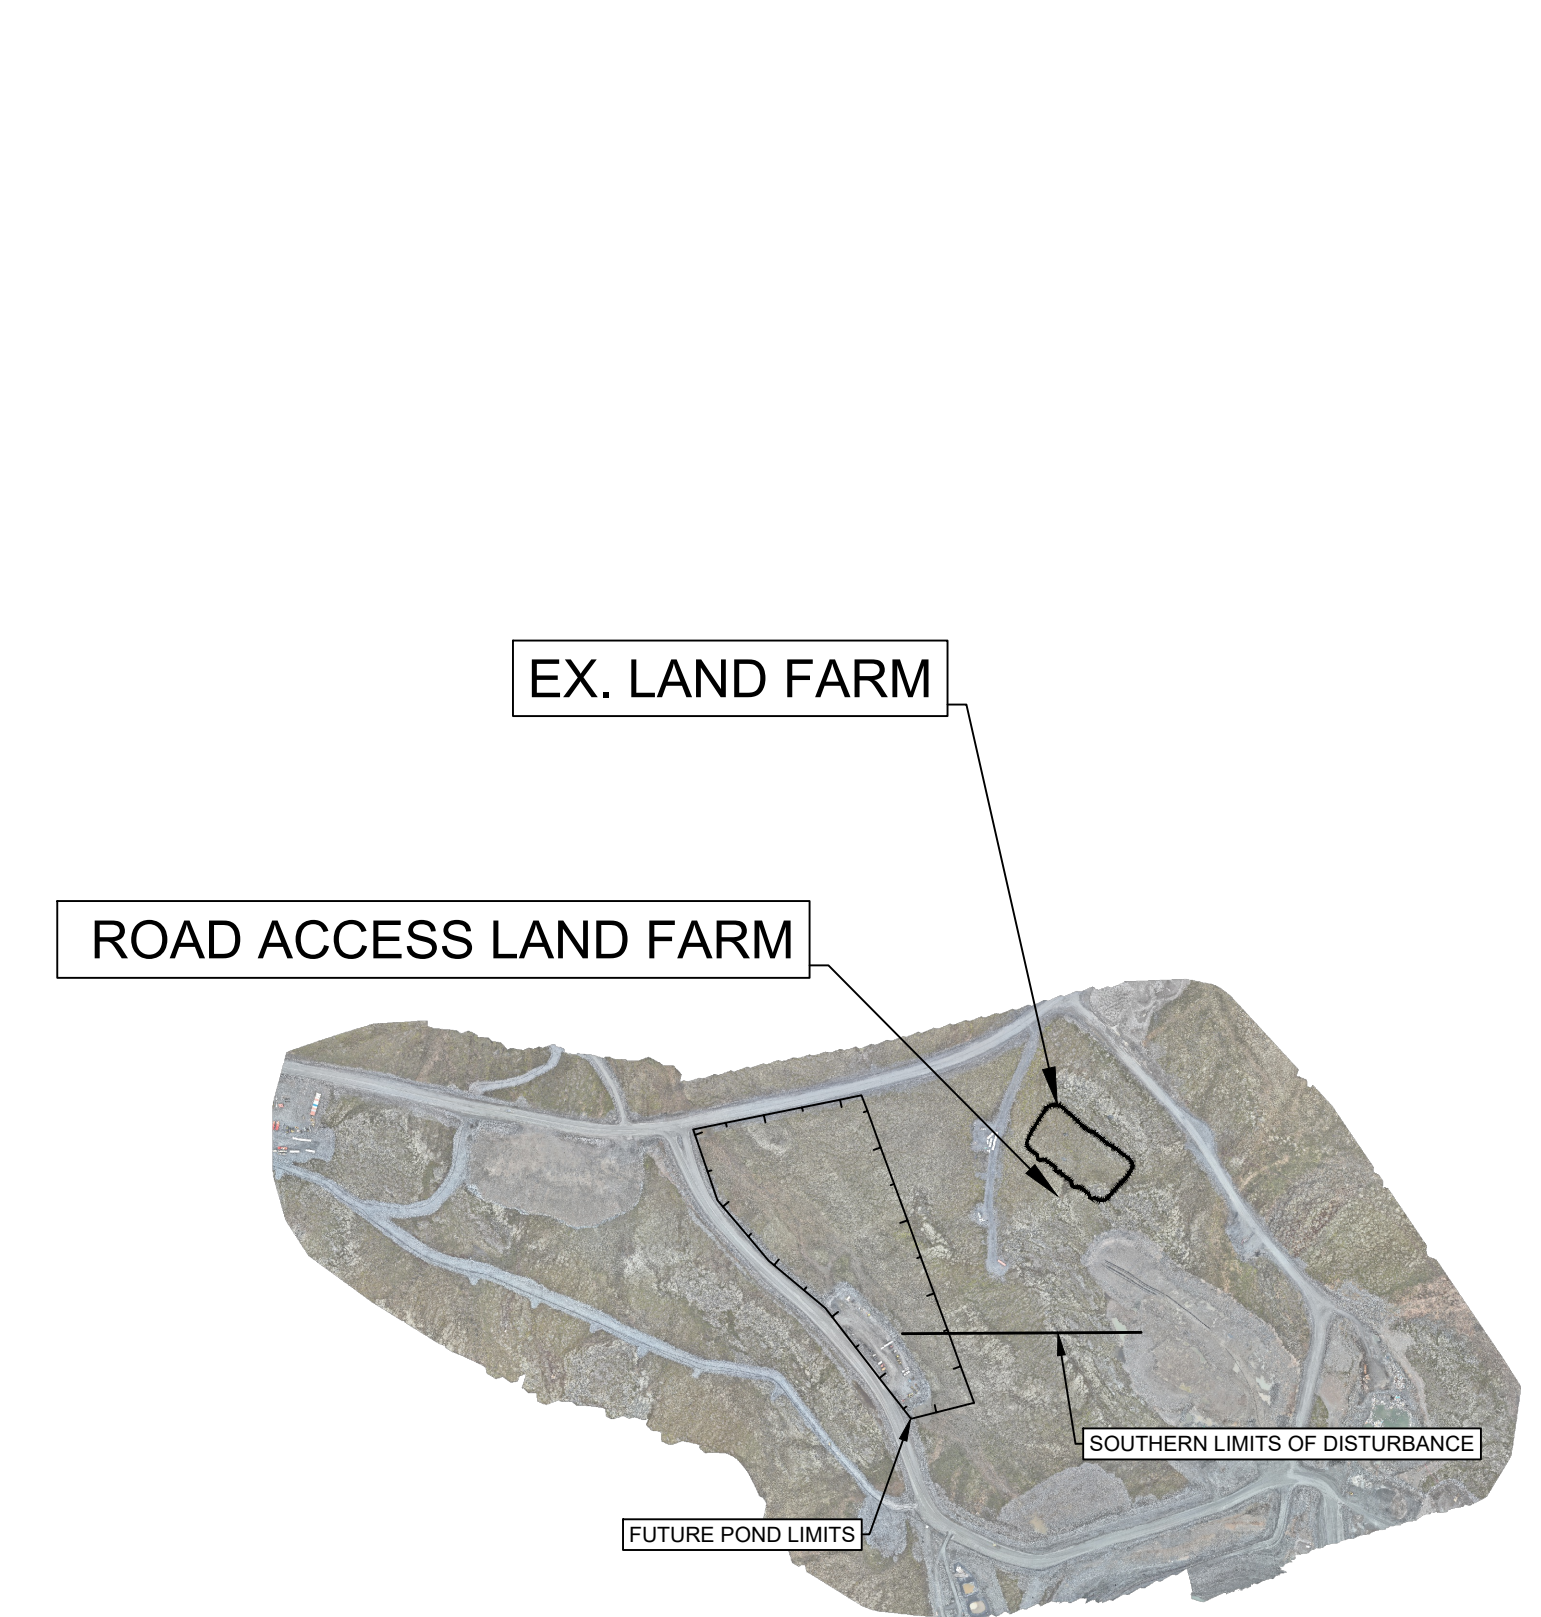 EX. LAND FARM
ROAD ACCESS LAND FARM
SOUTHERN LIMITS OF DISTURBANCE
FUTURE POND LIMITS